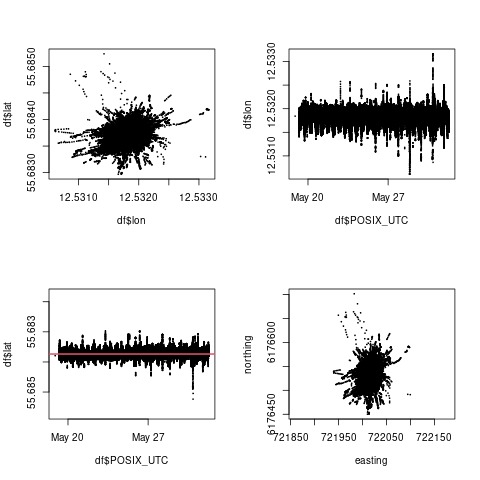 df$lat
55.6830 55.6840 55.6850
12.5310 12.5320 12.5330
df$lon
df$lon
12.5310 12.5320 12.5330
May 20 May 27
df$POSIX_UTC
df$lat
55.685 55.683
May 20 May 27
df$POSIX_UTC
northing
6176450 6176600
721850 721950 722050 722150
easting